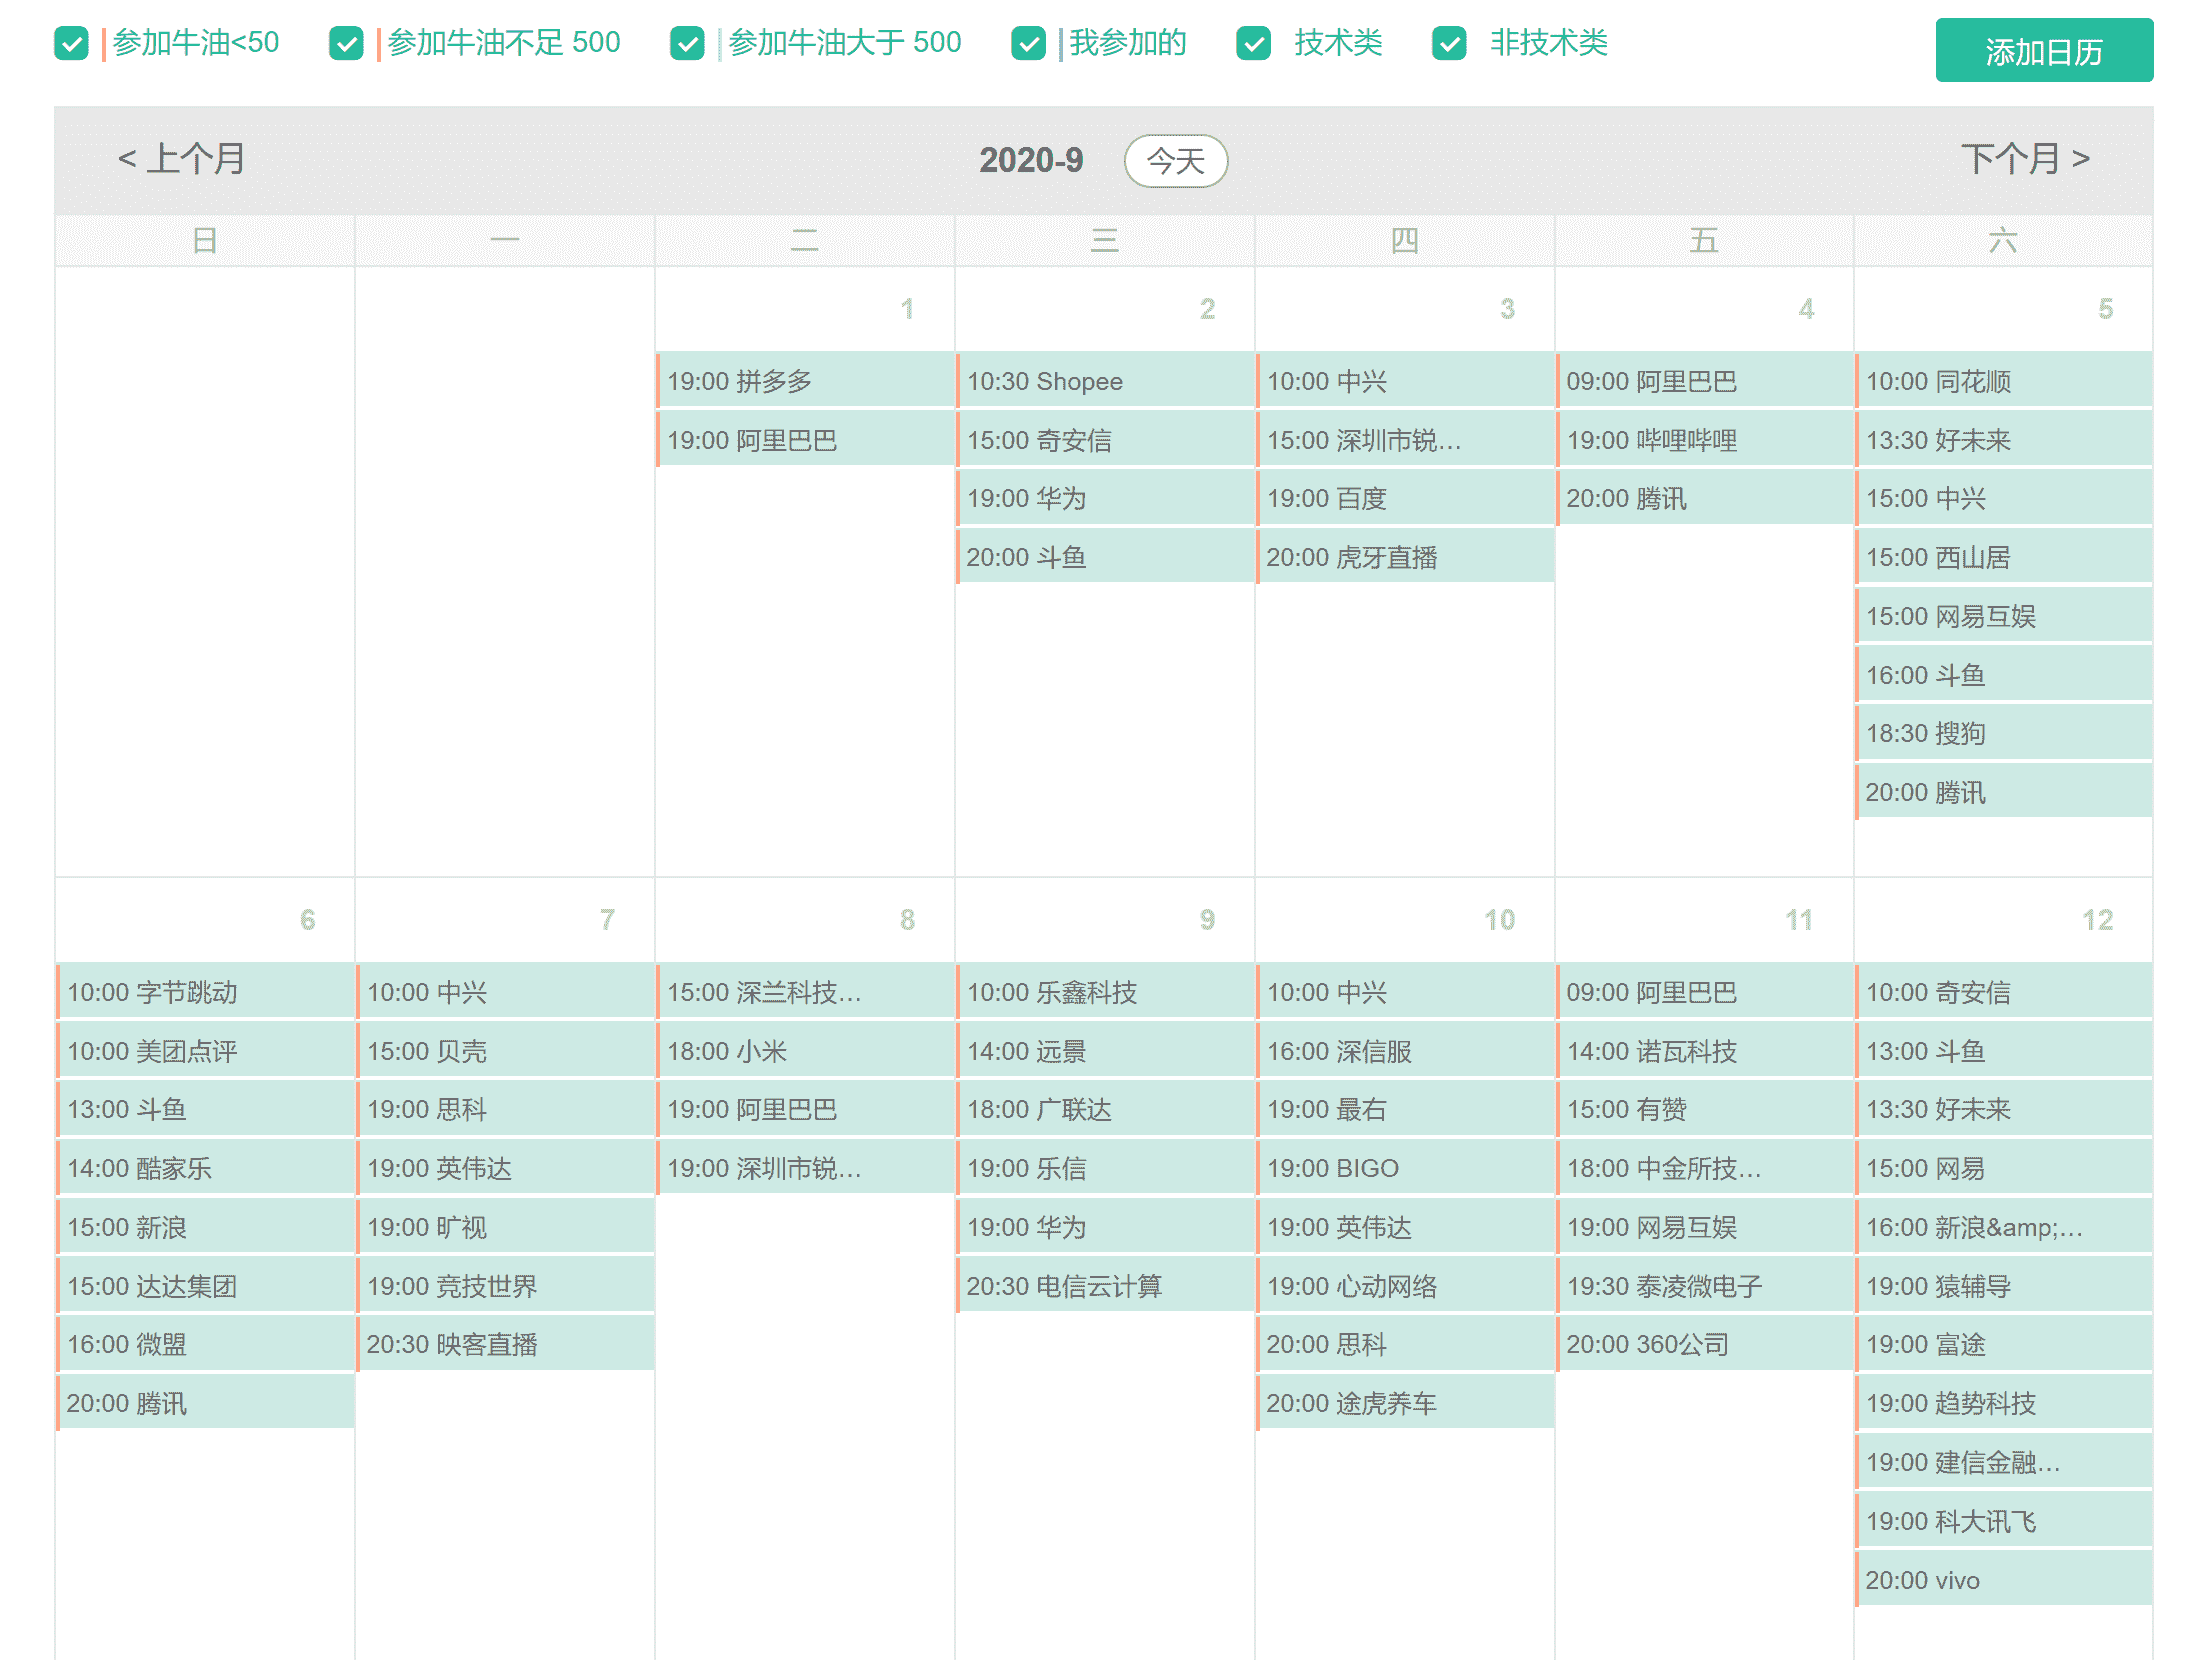 参加牛油<50 参加牛油不足 500 参加牛油大于 500 我参加的 技术类 非技术类 添加日历
< 上个月 2020-9 今天 下个月 >
日 一 二 三 四 五 六
1 2 3 4 5
19:00 拼多多 10:30 Shopee 10:00 中兴 09:00 阿里巴巴 10:00 同花顺
19:00 阿里巴巴 15:00 奇安信 15:00 深圳市锐… 19:00 哔哩哔哩 13:30 好未来
19:00 华为 19:00 百度 20:00 腾讯 15:00 中兴
20:00 斗鱼 20:00 虎牙直播 15:00 西山居
15:00 网易互娱
16:00 斗鱼
18:30 搜狗
20:00 腾讯
6 7 8 9 10 11 12
10:00 字节跳动 10:00 中兴 15:00 深兰科技… 10:00 乐鑫科技 10:00 中兴 09:00 阿里巴巴 10:00 奇安信
10:00 美团点评 15:00 贝壳 18:00 小米 14:00 远景 16:00 深信服 14:00 诺瓦科技 13:00 斗鱼
13:00 斗鱼 19:00 思科 19:00 阿里巴巴 18:00 广联达 19:00 最右 15:00 有赞 13:30 好未来
14:00 酷家乐 19:00 英伟达 19:00 深圳市锐… 19:00 乐信 19:00 BIGO 18:00 中金所技… 15:00 网易
15:00 新浪 19:00 旷视 19:00 华为 19:00 英伟达 19:00 网易互娱 16:00 新浪&amp;…
15:00 达达集团 19:00 竞技世界 20:30 电信云计算 19:00 心动网络 19:30 泰凌微电子 19:00 猿辅导
16:00 微盟 20:30 映客直播 20:00 思科 20:00 360公司 19:00 富途
20:00 腾讯 20:00 途虎养车 19:00 趋势科技
19:00 建信金融…
19:00 科大讯飞
20:00 vivo